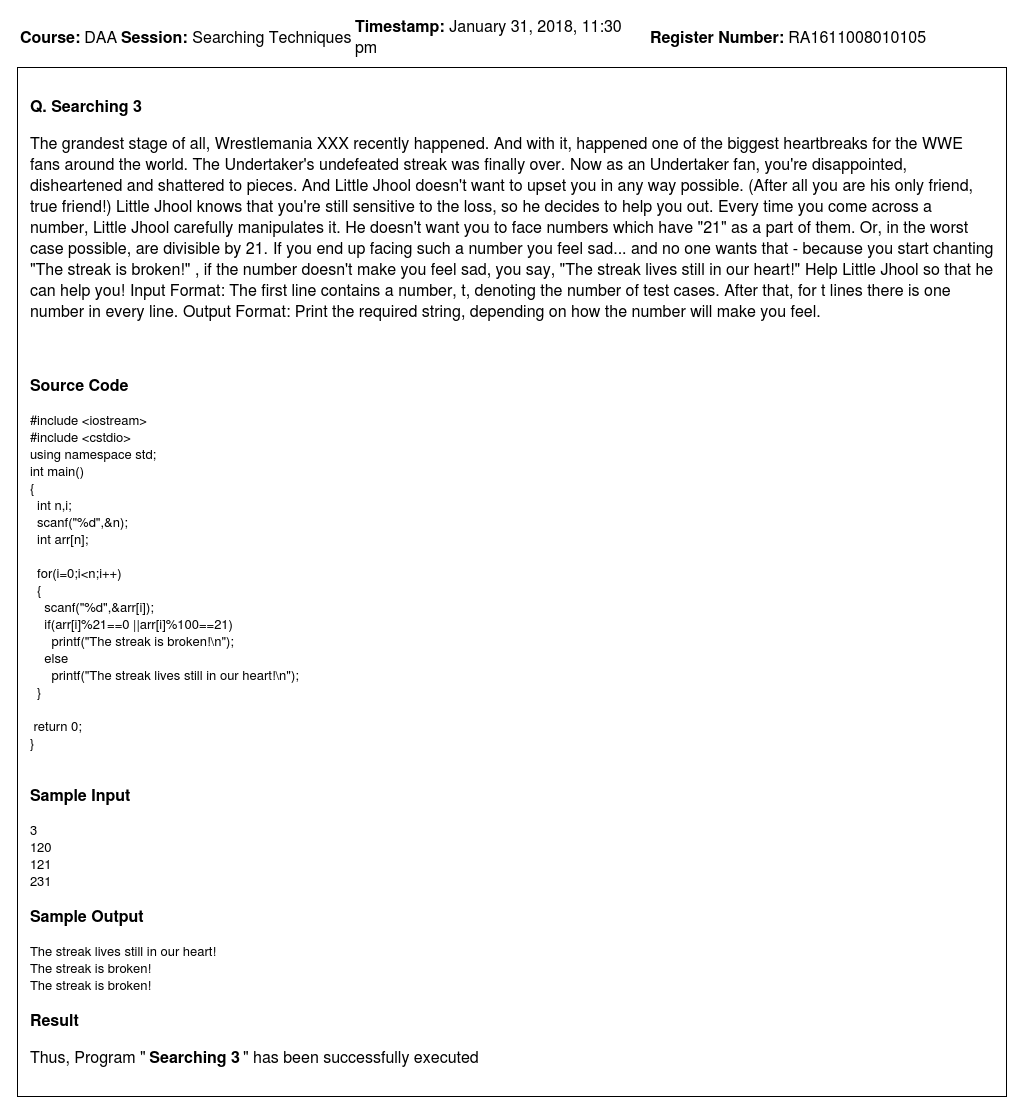 Course: DAA Session: Searching Techniques Timestamp: January 31, 2018, 11:30 pm Register Number: RA1611008010105
Q. Searching 3
The grandest stage of all, Wrestlemania XXX recently happened. And with it, happened one of the biggest heartbreaks for the WWE
fans around the world. The Undertaker's undefeated streak was finally over. Now as an Undertaker fan, you're disappointed,
disheartened and shattered to pieces. And Little Jhool doesn't want to upset you in any way possible. (After all you are his only friend,
true friend!) Little Jhool knows that you're still sensitive to the loss, so he decides to help you out. Every time you come across a
number, Little Jhool carefully manipulates it. He doesn't want you to face numbers which have "21" as a part of them. Or, in the worst
case possible, are divisible by 21. If you end up facing such a number you feel sad... and no one wants that - because you start chanting
"The streak is broken!" , if the number doesn't make you feel sad, you say, "The streak lives still in our heart!" Help Little Jhool so that he
can help you! Input Format: The first line contains a number, t, denoting the number of test cases. After that, for t lines there is one
number in every line. Output Format: Print the required string, depending on how the number will make you feel.
Source Code
#include <iostream>
#include <cstdio>
using namespace std;
int main()
{
int n,i;
scanf("%d",&n);
int arr[n];
for(i=0;i<n;i++)
{
scanf("%d",&arr[i]);
if(arr[i]%21==0 ||arr[i]%100==21)
printf("The streak is broken!\n");
else
printf("The streak lives still in our heart!\n");
}
return 0;
}
Sample Input
3
120
121
231
Sample Output
The streak lives still in our heart!
The streak is broken!
The streak is broken!
Result
Thus, Program " Searching 3 " has been successfully executed